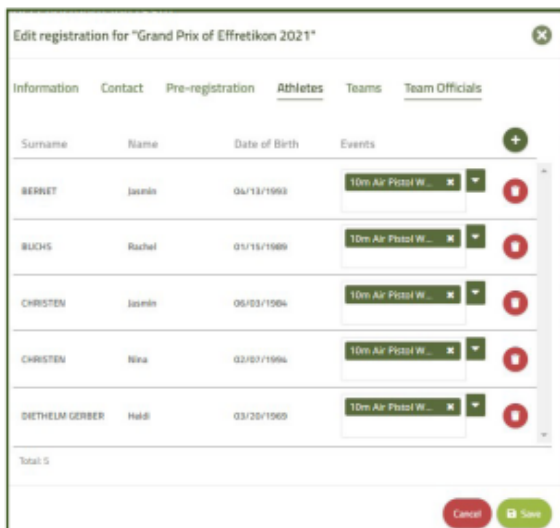 Edit registration for "Grand Prix of Effretikon 2021"
Information Contact Pre-registration Athletes Teams Team Officials
Surname Name Date of Birth Events
BERNET Jasmin 04/13/1993 10m Air Pistol W...
BUCHS Rachel 01/15/1989 10m Air Pistol W...
CHRISTEN Jasmin 06/03/1984 10m Air Pistol W...
CHRISTEN Nina 02/07/1994 10m Air Pistol W...
DIETHELM GERBER Heidi 03/20/1969 10m Air Pistol W...
Total: 5
Cancel Save